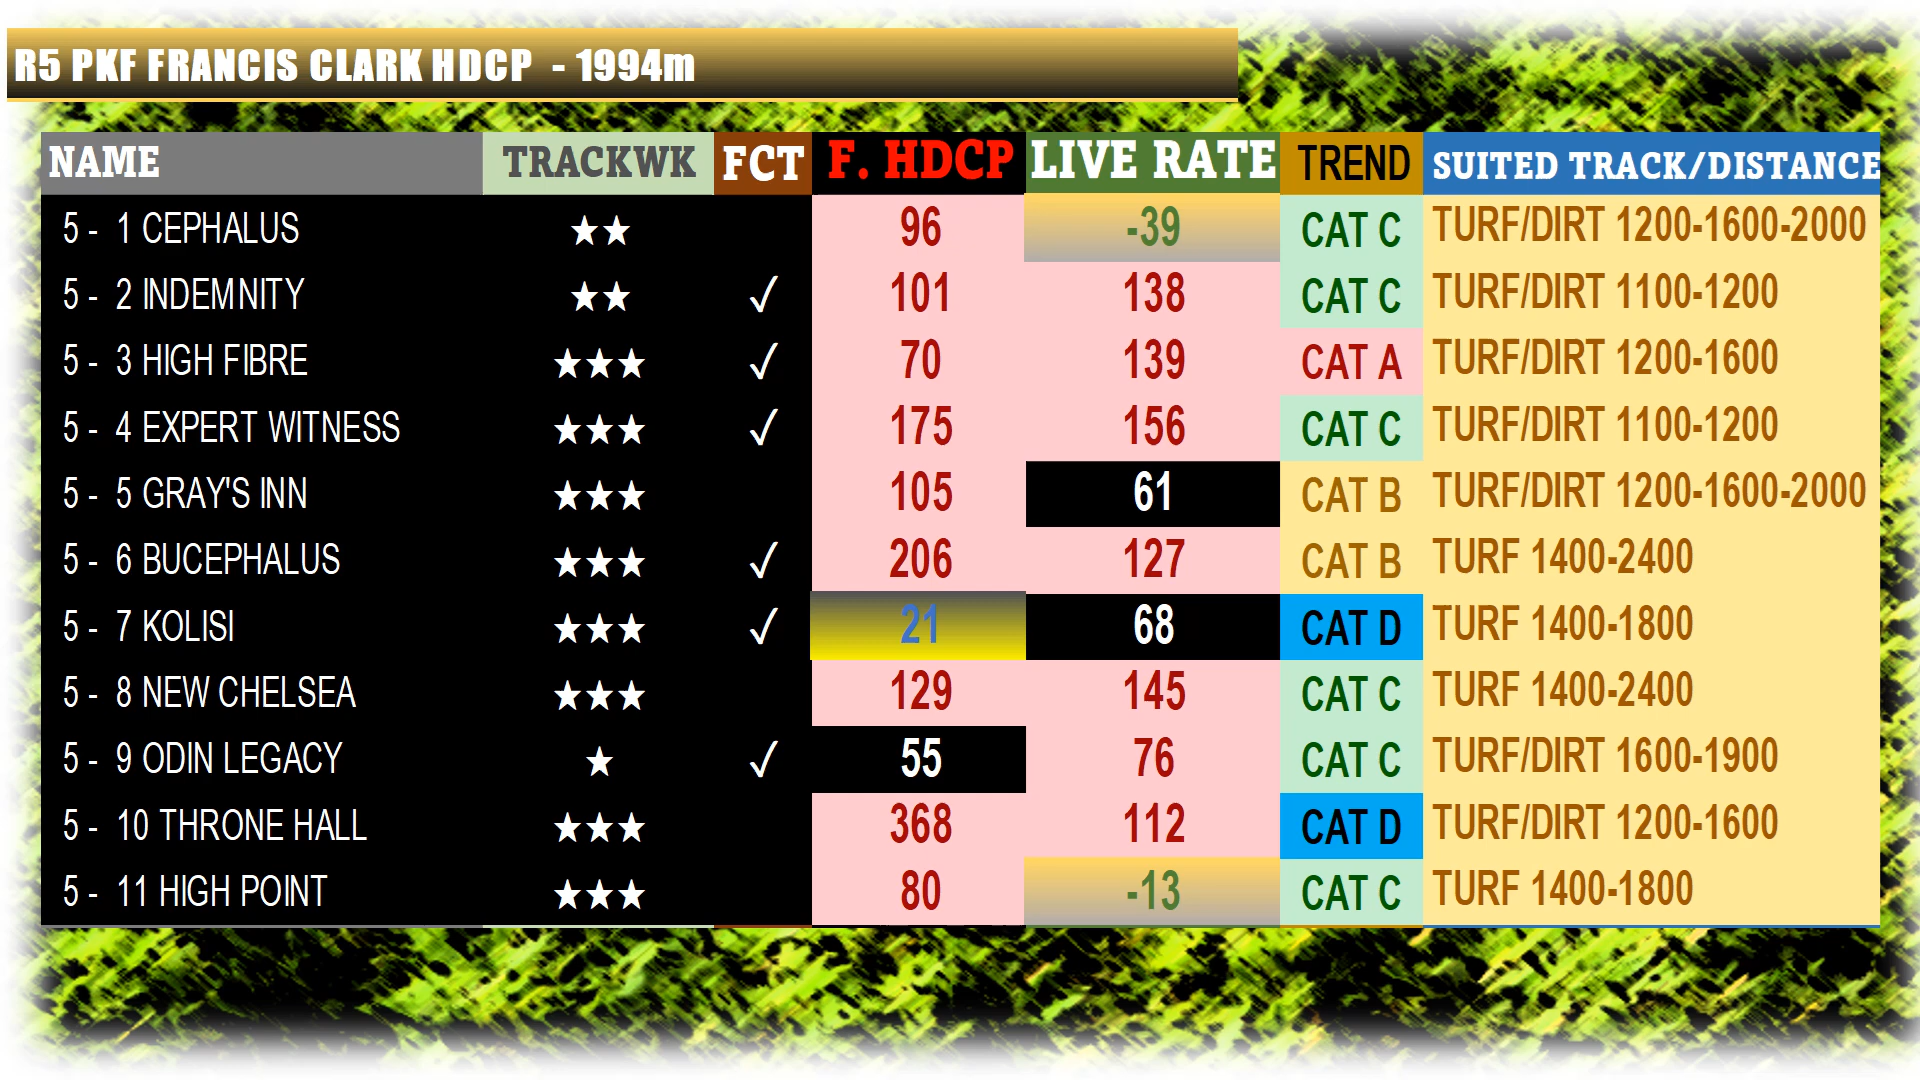 R5 PKF FRANCIS CLARK HDCP - 1994m
NAME TRACKWK FCT F. HDCP LIVE RATE TREND SUITED TRACK/DISTANCE
5 - 1 CEPHALUS ★★ 96 -39 CAT C TURF/DIRT 1200-1600-2000
5 - 2 INDEMNITY ★★ ✓ 101 138 CAT C TURF/DIRT 1100-1200
5 - 3 HIGH FIBRE ★★★ ✓ 70 139 CAT A TURF/DIRT 1200-1600
5 - 4 EXPERT WITNESS ★★★ ✓ 175 156 CAT C TURF/DIRT 1100-1200
5 - 5 GRAY'S INN ★★★ 105 61 CAT B TURF/DIRT 1200-1600-2000
5 - 6 BUCEPHALUS ★★★ ✓ 206 127 CAT B TURF 1400-2400
5 - 7 KOLISI ★★★ ✓ 21 68 CAT D TURF 1400-1800
5 - 8 NEW CHELSEA ★★★ 129 145 CAT C TURF 1400-2400
5 - 9 ODIN LEGACY ★ ✓ 55 76 CAT C TURF/DIRT 1600-1900
5 - 10 THRONE HALL ★★★ 368 112 CAT D TURF/DIRT 1200-1600
5 - 11 HIGH POINT ★★★ 80 -13 CAT C TURF 1400-1800